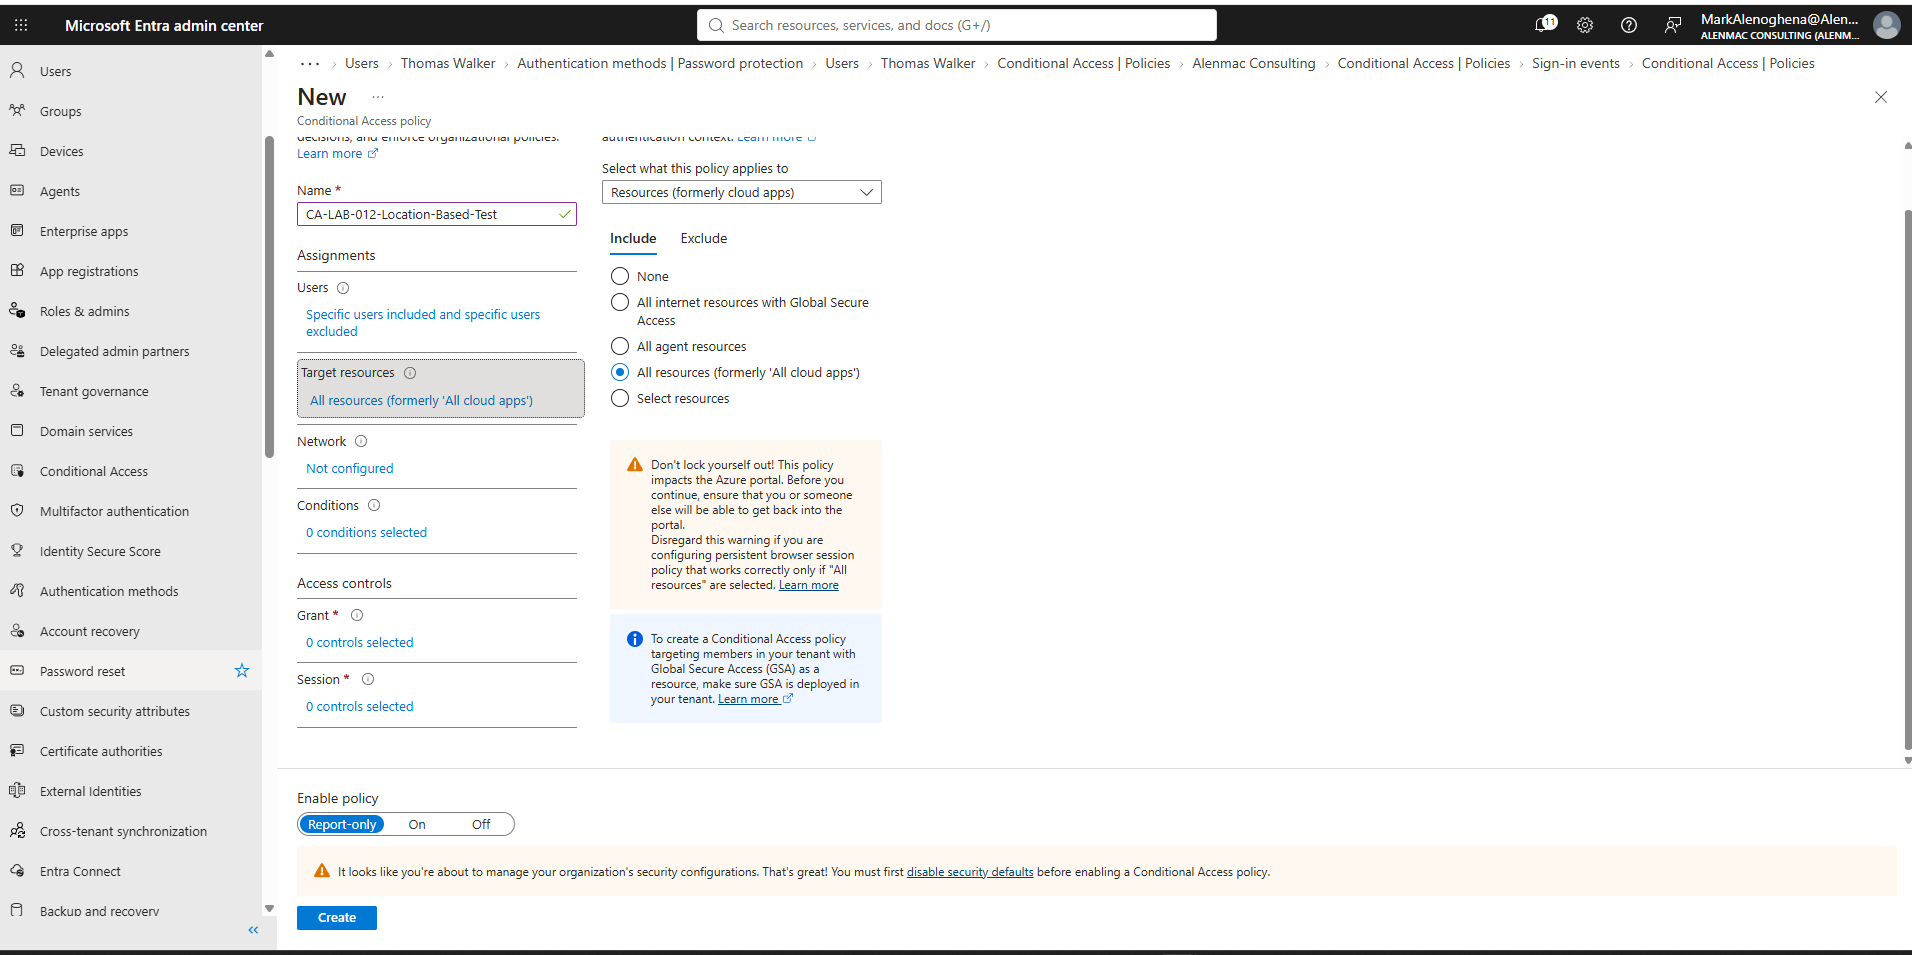 Microsoft Entra admin center
Search resources, services, and docs (G+/)
11
MarkAlenoghena@Alen...
ALENMAC CONSULTING (ALENM...
Users
Groups
Devices
Agents
Enterprise apps
App registrations
Roles & admins
Delegated admin partners
Tenant governance
Domain services
Conditional Access
Multifactor authentication
Identity Secure Score
Authentication methods
Account recovery
Password reset
Custom security attributes
Certificate authorities
External Identities
Cross-tenant synchronization
Entra Connect
Backup and recovery
··· › Users › Thomas Walker › Authentication methods | Password protection › Users › Thomas Walker › Conditional Access | Policies › Alenmac Consulting › Conditional Access | Policies › Sign-in events › Conditional Access | Policies
New ...
Conditional Access policy
decisions, and enforce organizational policies.
Learn more
Name *
CA-LAB-012-Location-Based-Test
Assignments
Users
Specific users included and specific users
excluded
Target resources
All resources (formerly 'All cloud apps')
Network
Not configured
Conditions
0 conditions selected
Access controls
Grant *
0 controls selected
Session *
0 controls selected
authentication context. Learn more
Select what this policy applies to
Resources (formerly cloud apps)
Include Exclude
None
All internet resources with Global Secure
Access
All agent resources
All resources (formerly 'All cloud apps')
Select resources
Don't lock yourself out! This policy
impacts the Azure portal. Before you
continue, ensure that you or someone
else will be able to get back into the
portal.
Disregard this warning if you are
configuring persistent browser session
policy that works correctly only if "All
resources" are selected. Learn more
To create a Conditional Access policy
targeting members in your tenant with
Global Secure Access (GSA) as a
resource, make sure GSA is deployed in
your tenant. Learn more
Enable policy
Report-only On Off
It looks like you're about to manage your organization's security configurations. That's great! You must first disable security defaults before enabling a Conditional Access policy.
Create